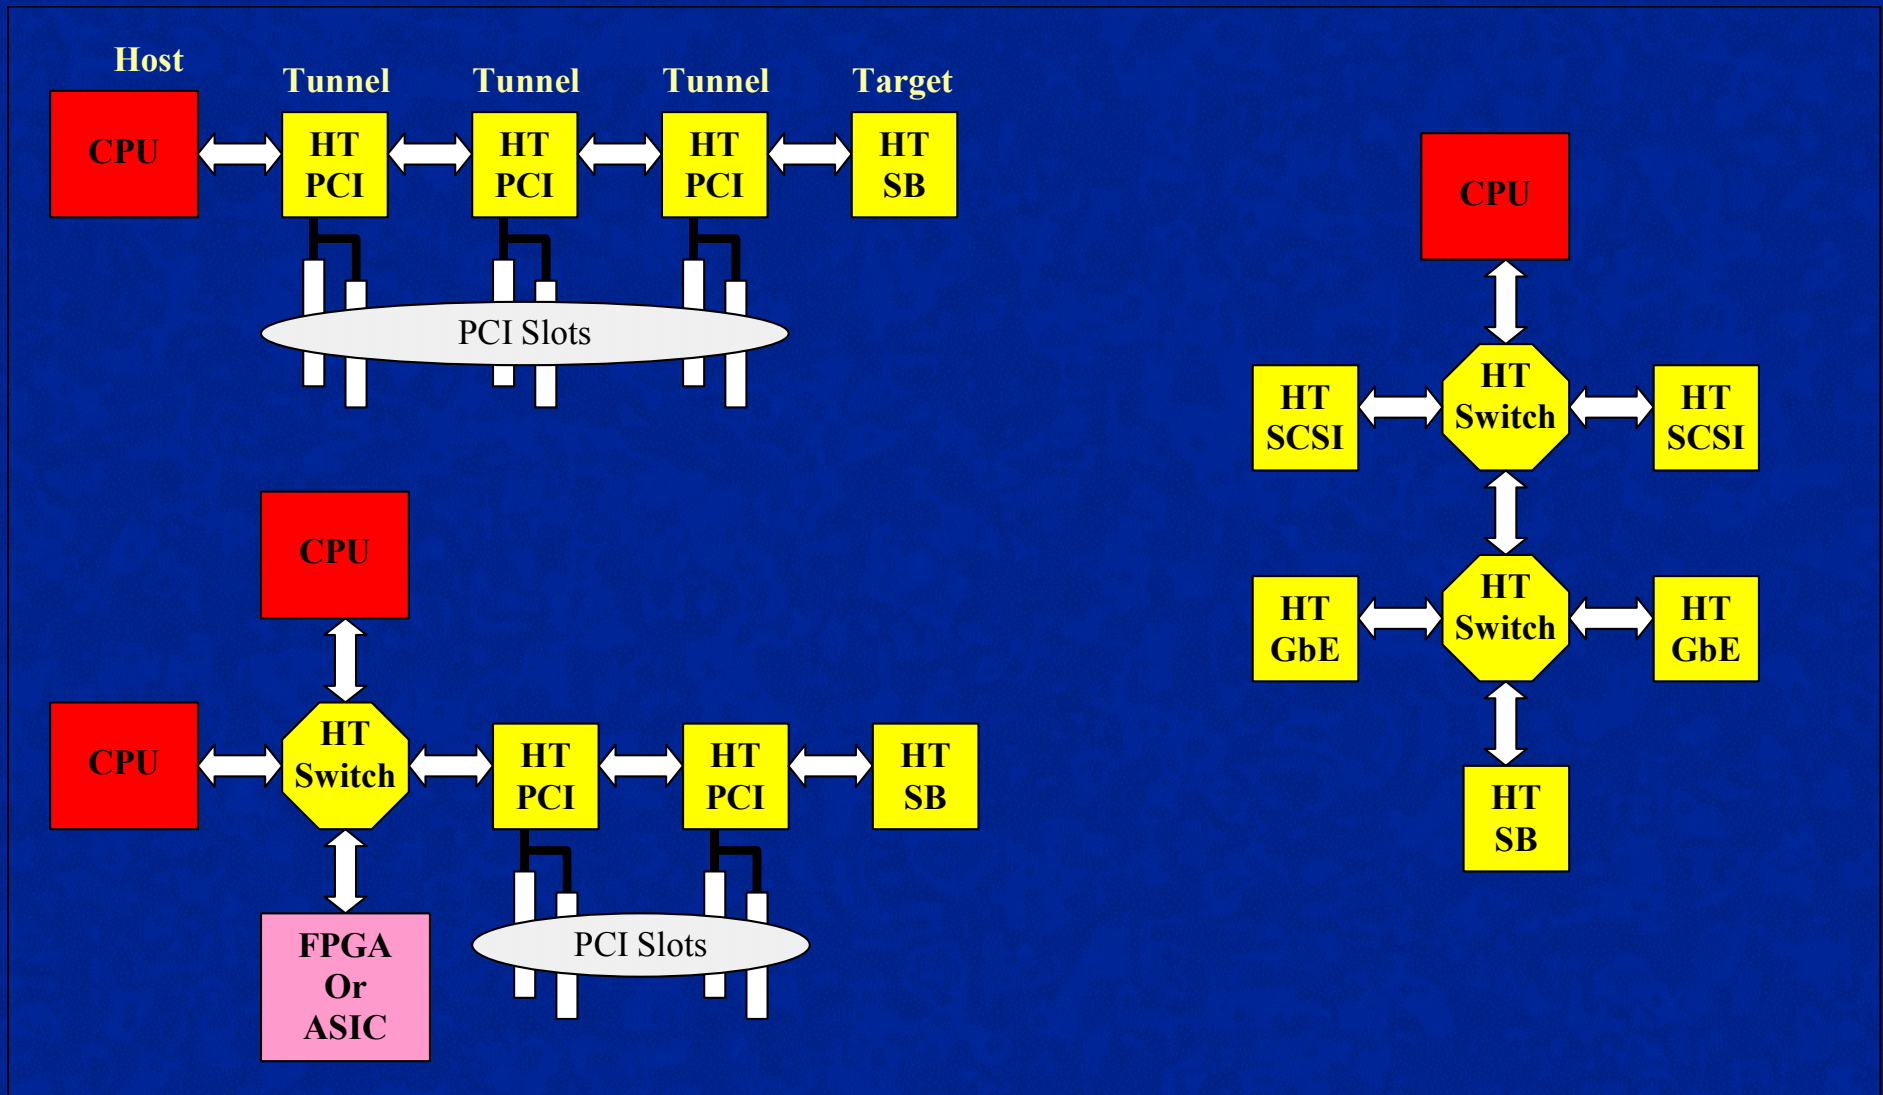 Host
Tunnel
Tunnel
Tunnel
Target
CPU
HT
PCI
HT
PCI
HT
PCI
HT
SB
PCI Slots
CPU
CPU
HT
Switch
HT
PCI
HT
PCI
HT
SB
FPGA
Or
ASIC
PCI Slots
CPU
HT
SCSI
HT
Switch
HT
SCSI
HT
GbE
HT
Switch
HT
GbE
HT
SB